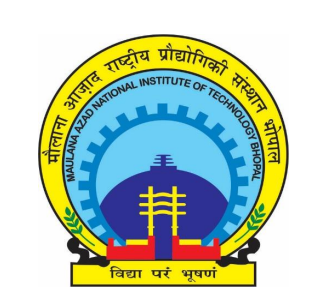 मौलाना आज़ाद राष्ट्रीय प्रौद्योगिकी संस्थान भोपाल
MAULANA AZAD NATIONAL INSTITUTE OF TECHNOLOGY BHOPAL
विद्या परं भूषणं